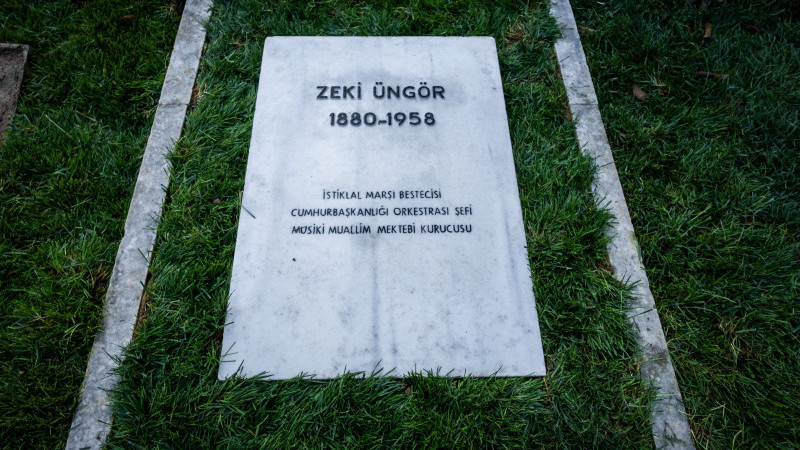 ZEKİ ÜNGÖR
1880-1958
İSTİKLAL MARŞI BESTECİSİ
CUMHURBAŞKANLIĞI ORKESTRASI ŞEFİ
MUSİKİ MUALLİM MEKTEBİ KURUCUSU